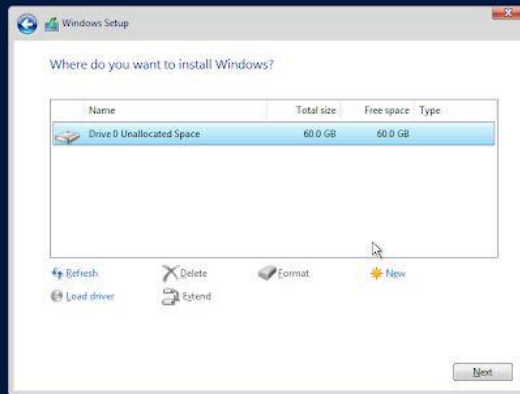 Windows Setup
Where do you want to install Windows?
Name Total size Free space Type
Drive 0 Unallocated Space 60.0 GB 60.0 GB
Refresh Delete Format New
Load driver Extend
Next